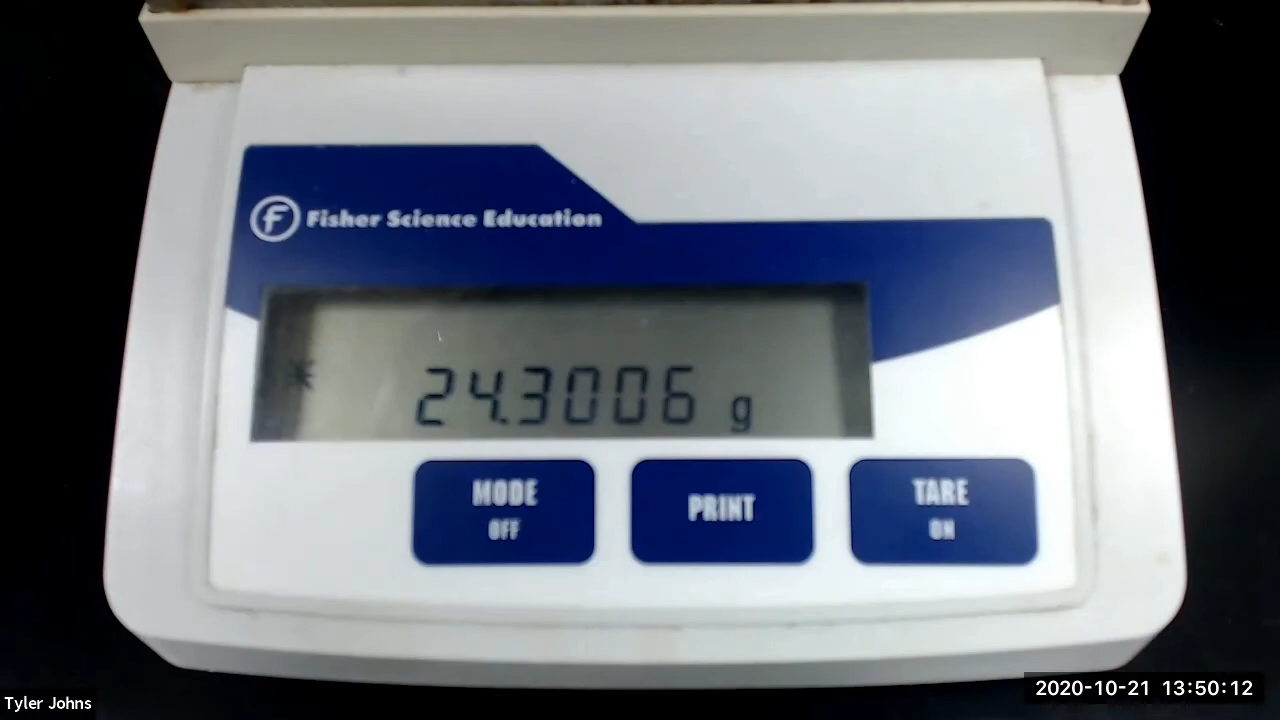 F Fisher Science Education
* 24.3006 g
MODE PRINT TARE
OFF ON
Tyler Johns
2020-10-21 13:50:12